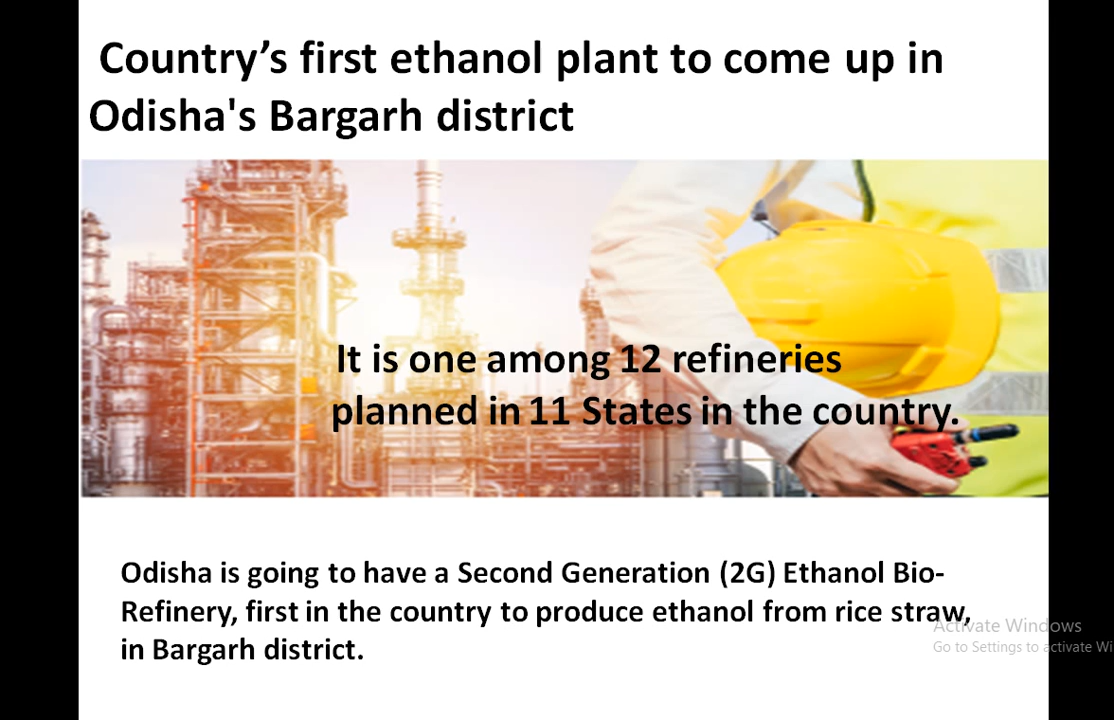 Country’s first ethanol plant to come up in
Odisha's Bargarh district
It is one among 12 refineries
planned in 11 States in the country.
Odisha is going to have a Second Generation (2G) Ethanol Bio-
Refinery, first in the country to produce ethanol from rice straw,
in Bargarh district.
Activate Windows
Go to Settings to activate Wi